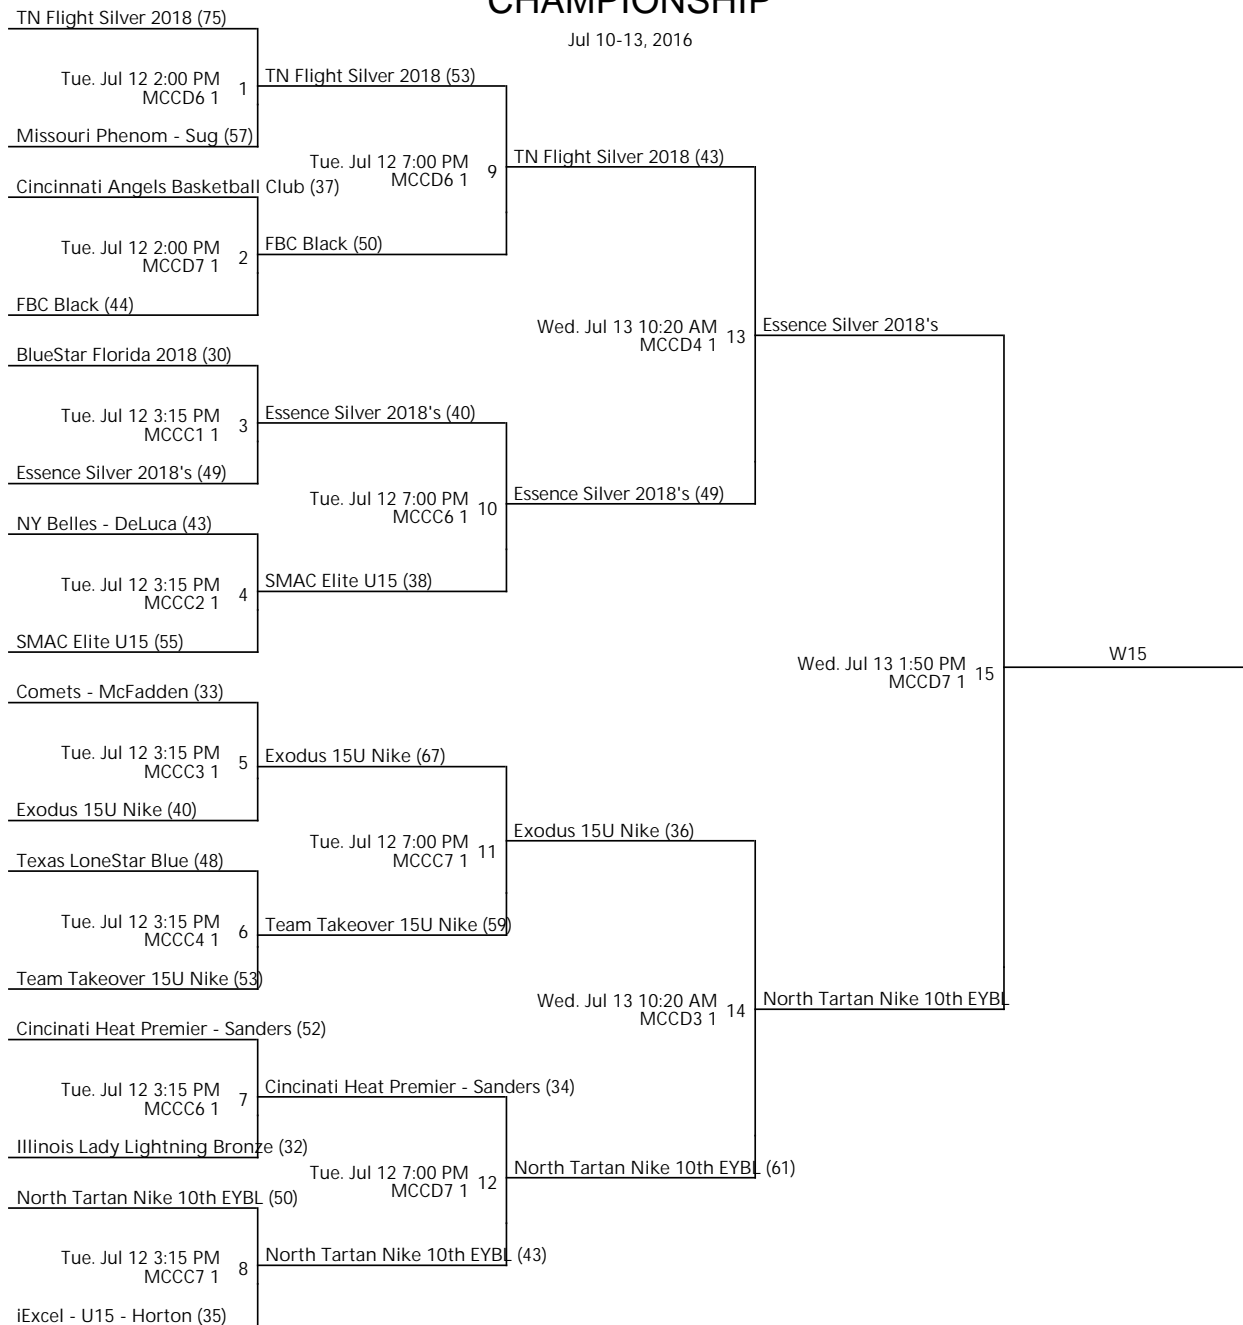 CHAMPIONSHIP
Jul 10-13, 2016
TN Flight Silver 2018 (75)
Tue. Jul 12 2:00 PM
MCCD6 1
1
Missouri Phenom - Sug (57)
Cincinnati Angels Basketball Club (37)
Tue. Jul 12 2:00 PM
MCCD7 1
2
FBC Black (44)
BlueStar Florida 2018 (30)
Tue. Jul 12 3:15 PM
MCCC1 1
3
Essence Silver 2018's (49)
NY Belles - DeLuca (43)
Tue. Jul 12 3:15 PM
MCCC2 1
4
SMAC Elite U15 (55)
Comets - McFadden (33)
Tue. Jul 12 3:15 PM
MCCC3 1
5
Exodus 15U Nike (40)
Texas LoneStar Blue (48)
Tue. Jul 12 3:15 PM
MCCC4 1
6
Team Takeover 15U Nike (53)
Cincinati Heat Premier - Sanders (52)
Tue. Jul 12 3:15 PM
MCCC6 1
7
Illinois Lady Lightning Bronze (32)
North Tartan Nike 10th EYBL (50)
Tue. Jul 12 3:15 PM
MCCC7 1
8
iExcel - U15 - Horton (35)
TN Flight Silver 2018 (53)
Tue. Jul 12 7:00 PM
MCCD6 1
9
FBC Black (50)
Essence Silver 2018's (40)
Tue. Jul 12 7:00 PM
MCCC6 1
10
SMAC Elite U15 (38)
Exodus 15U Nike (67)
Tue. Jul 12 7:00 PM
MCCC7 1
11
Team Takeover 15U Nike (59)
Cincinati Heat Premier - Sanders (34)
Tue. Jul 12 7:00 PM
MCCD7 1
12
North Tartan Nike 10th EYBL (43)
TN Flight Silver 2018 (43)
Wed. Jul 13 10:20 AM
MCCD4 1
13
Essence Silver 2018's (49)
Exodus 15U Nike (36)
Wed. Jul 13 10:20 AM
MCCD3 1
14
North Tartan Nike 10th EYBL (61)
Essence Silver 2018's
Wed. Jul 13 1:50 PM
MCCD7 1
15
North Tartan Nike 10th EYBL
W15